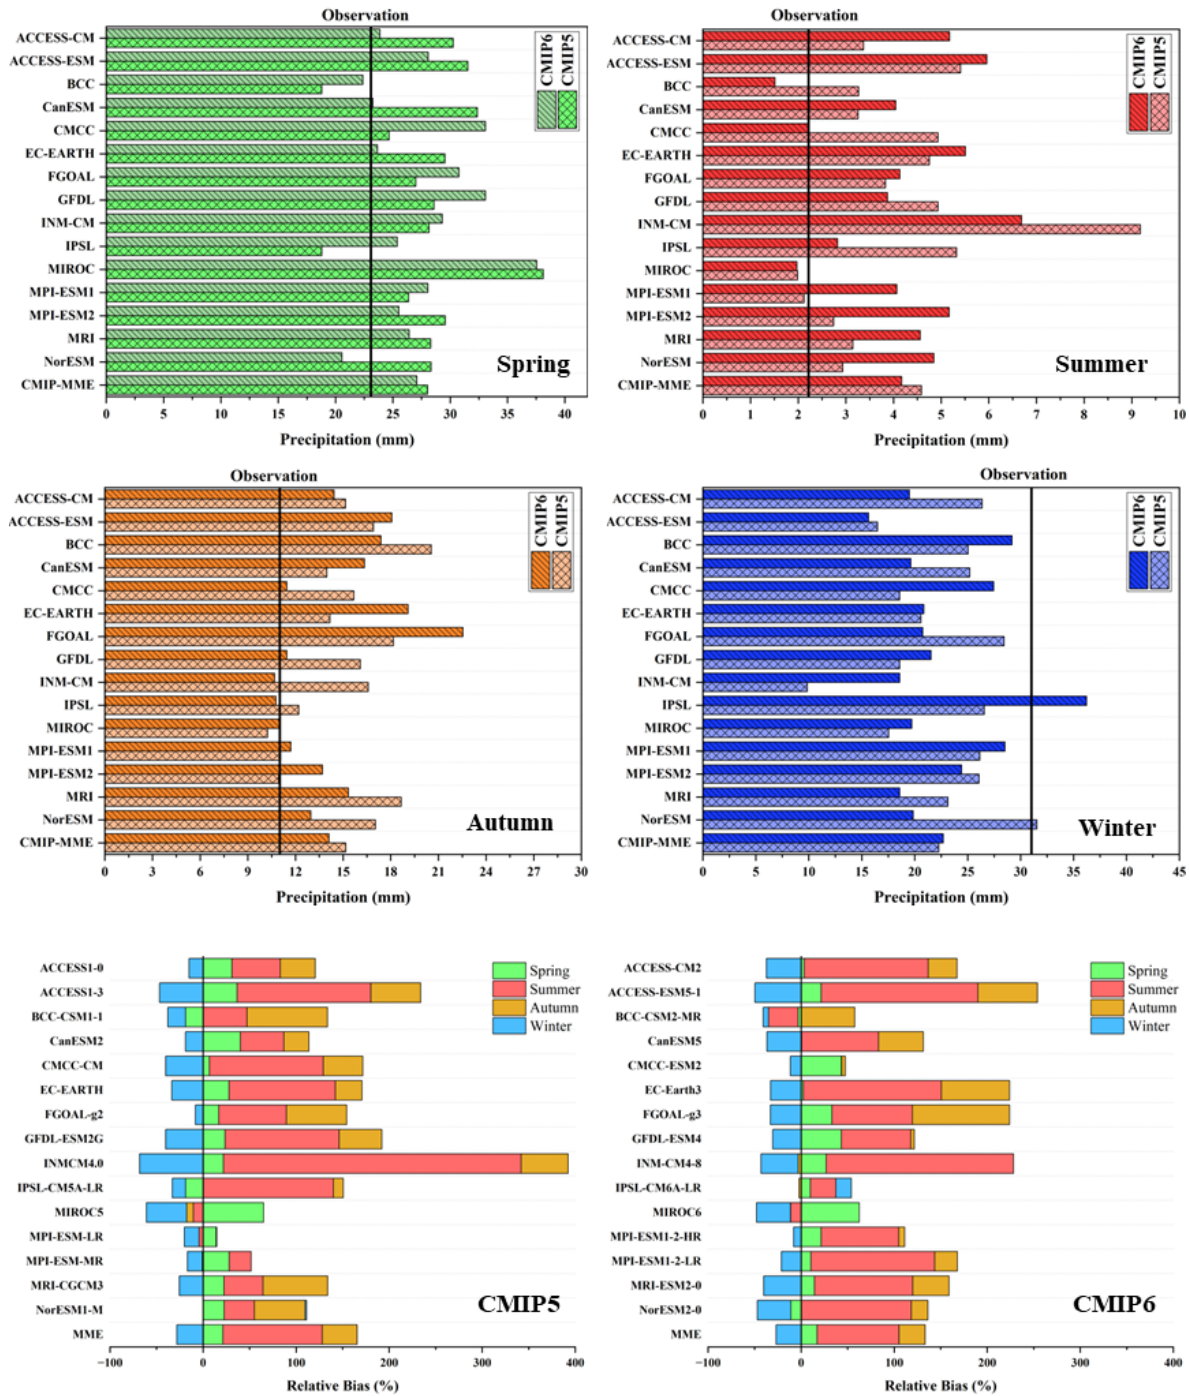 Observation
ACCESS-CM
ACCESS-ESM
BCC
CanESM
CMCC
EC-EARTH
FGOAL
GFDL
INM-CM
IPSL
MIROC
MPI-ESM1
MPI-ESM2
MRI
NorESM
CMIP-MME
CMIP6
CMIP5
Spring
0 5 10 15 20 25 30 35 40
Precipitation (mm)
Observation
ACCESS-CM
ACCESS-ESM
BCC
CanESM
CMCC
EC-EARTH
FGOAL
GFDL
INM-CM
IPSL
MIROC
MPI-ESM1
MPI-ESM2
MRI
NorESM
CMIP-MME
CMIP6
CMIP5
Summer
0 1 2 3 4 5 6 7 8 9 10
Precipitation (mm)
Observation
ACCESS-CM
ACCESS-ESM
BCC
CanESM
CMCC
EC-EARTH
FGOAL
GFDL
INM-CM
IPSL
MIROC
MPI-ESM1
MPI-ESM2
MRI
NorESM
CMIP-MME
CMIP6
CMIP5
Autumn
0 3 6 9 12 15 18 21 24 27 30
Precipitation (mm)
Observation
ACCESS-CM
ACCESS-ESM
BCC
CanESM
CMCC
EC-EARTH
FGOAL
GFDL
INM-CM
IPSL
MIROC
MPI-ESM1
MPI-ESM2
MRI
NorESM
CMIP-MME
CMIP6
CMIP5
Winter
0 5 10 15 20 25 30 35 40 45
Precipitation (mm)
ACCESS1-0
ACCESS1-3
BCC-CSM1-1
CanESM2
CMCC-CM
EC-EARTH
FGOAL-g2
GFDL-ESM2G
INMCM4.0
IPSL-CM5A-LR
MIROC5
MPI-ESM-LR
MPI-ESM-MR
MRI-CGCM3
NorESM1-M
MME
Spring
Summer
Autumn
Winter
CMIP5
−100 0 100 200 300 400
Relative Bias (%)
ACCESS-CM2
ACCESS-ESM5-1
BCC-CSM2-MR
CanESM5
CMCC-ESM2
EC-Earth3
FGOAL-g3
GFDL-ESM4
INM-CM4-8
IPSL-CM6A-LR
MIROC6
MPI-ESM1-2-HR
MPI-ESM1-2-LR
MRI-ESM2-0
NorESM2-0
MME
Spring
Summer
Autumn
Winter
CMIP6
−100 0 100 200 300 400
Relative Bias (%)